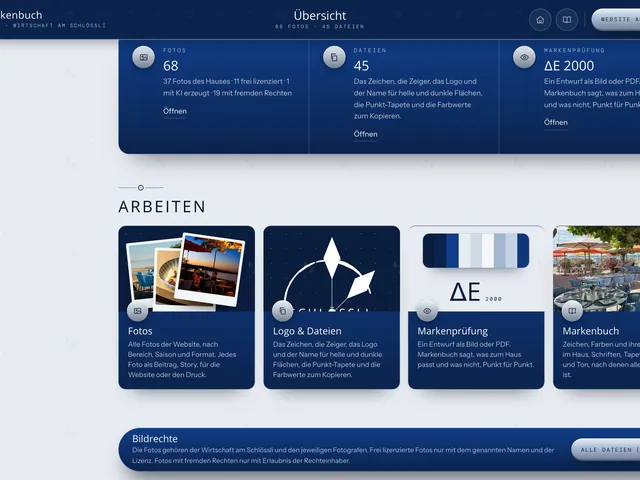 kenbuch
· WIRTSCHAFT AM SCHLÖSSLI
Übersicht
68 FOTOS · 45 DATEIEN
WEBSITE A
FOTOS
68
37 Fotos des Hauses · 11 frei lizenziert · 1
mit KI erzeugt · 19 mit fremden Rechten
Öffnen
DATEIEN
45
Das Zeichen, die Zeiger, das Logo und
der Name für helle und dunkle Flächen,
die Punkt-Tapete und die Farbwerte
zum Kopieren.
Öffnen
MARKENPRÜFUNG
ΔE 2000
Ein Entwurf als Bild oder PDF.
Markenbuch sagt, was zum
und was nicht, Punkt für Punkt
Öffnen
ARBEITEN
Fotos
Alle Fotos der Website, nach
Bereich, Saison und Format. Jedes
Foto als Beitrag, Story, für die
Website oder den Druck.
Logo & Dateien
Das Zeichen, die Zeiger, das Logo
und der Name für helle und dunkle
Flächen, die Punkt-Tapete und die
Farbwerte zum Kopieren.
ΔE 2000
Markenprüfung
Ein Entwurf als Bild oder PDF. Das
Markenbuch sagt, was zum Haus
passt und was nicht, Punkt für Punkt.
Markenbuch
Zeichen, Farben und ihre
im Haus, Schriften, Tape
und Ton, nach denen alle
ist.
Bildrechte
Die Fotos gehören der Wirtschaft am Schlössli und den jeweiligen Fotografen. Frei lizenzierte Fotos nur mit dem genannten Namen und der
Lizenz. Fotos mit fremden Rechten nur mit Erlaubnis der Rechteinhaber.
ALLE DATEIEN (